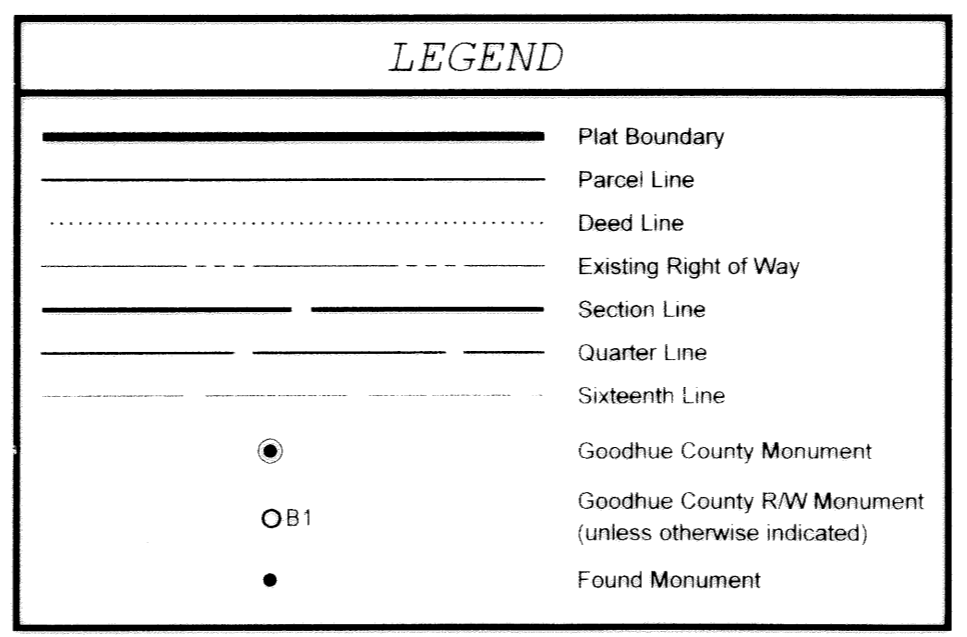 LEGEND
Plat Boundary
Parcel Line
Deed Line
Existing Right of Way
Section Line
Quarter Line
Sixteenth Line
Goodhue County Monument
B1
Goodhue County R/W Monument
(unless otherwise indicated)
Found Monument